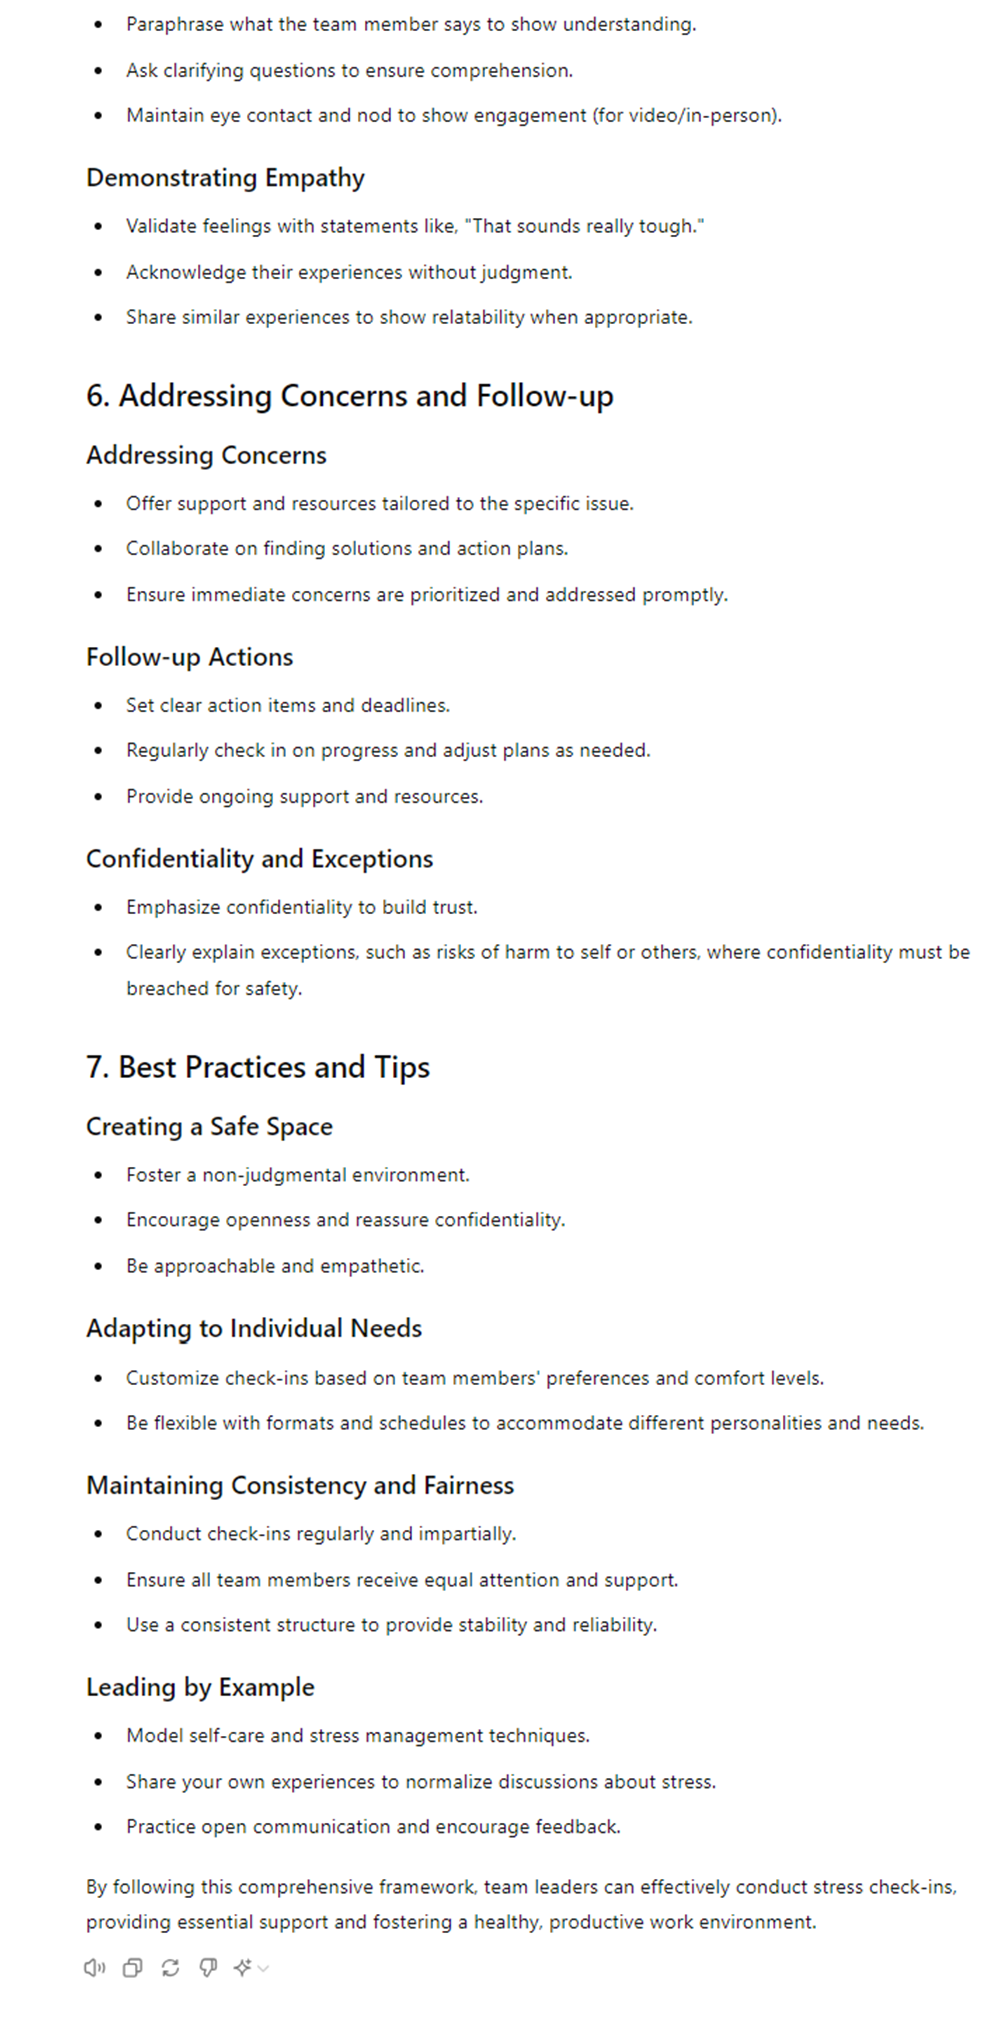 Paraphrase what the team member says to show understanding.
Ask clarifying questions to ensure comprehension.
Maintain eye contact and nod to show engagement (for video/in-person).
Demonstrating Empathy
Validate feelings with statements like, "That sounds really tough."
Acknowledge their experiences without judgment.
Share similar experiences to show relatability when appropriate.
6. Addressing Concerns and Follow-up
Addressing Concerns
Offer support and resources tailored to the specific issue.
Collaborate on finding solutions and action plans.
Ensure immediate concerns are prioritized and addressed promptly.
Follow-up Actions
Set clear action items and deadlines.
Regularly check in on progress and adjust plans as needed.
Provide ongoing support and resources.
Confidentiality and Exceptions
Emphasize confidentiality to build trust.
Clearly explain exceptions, such as risks of harm to self or others, where confidentiality must be
breached for safety.
7. Best Practices and Tips
Creating a Safe Space
Foster a non-judgmental environment.
Encourage openness and reassure confidentiality.
Be approachable and empathetic.
Adapting to Individual Needs
Customize check-ins based on team members' preferences and comfort levels.
Be flexible with formats and schedules to accommodate different personalities and needs.
Maintaining Consistency and Fairness
Conduct check-ins regularly and impartially.
Ensure all team members receive equal attention and support.
Use a consistent structure to provide stability and reliability.
Leading by Example
Model self-care and stress management techniques.
Share your own experiences to normalize discussions about stress.
Practice open communication and encourage feedback.
By following this comprehensive framework, team leaders can effectively conduct stress check-ins,
providing essential support and fostering a healthy, productive work environment.